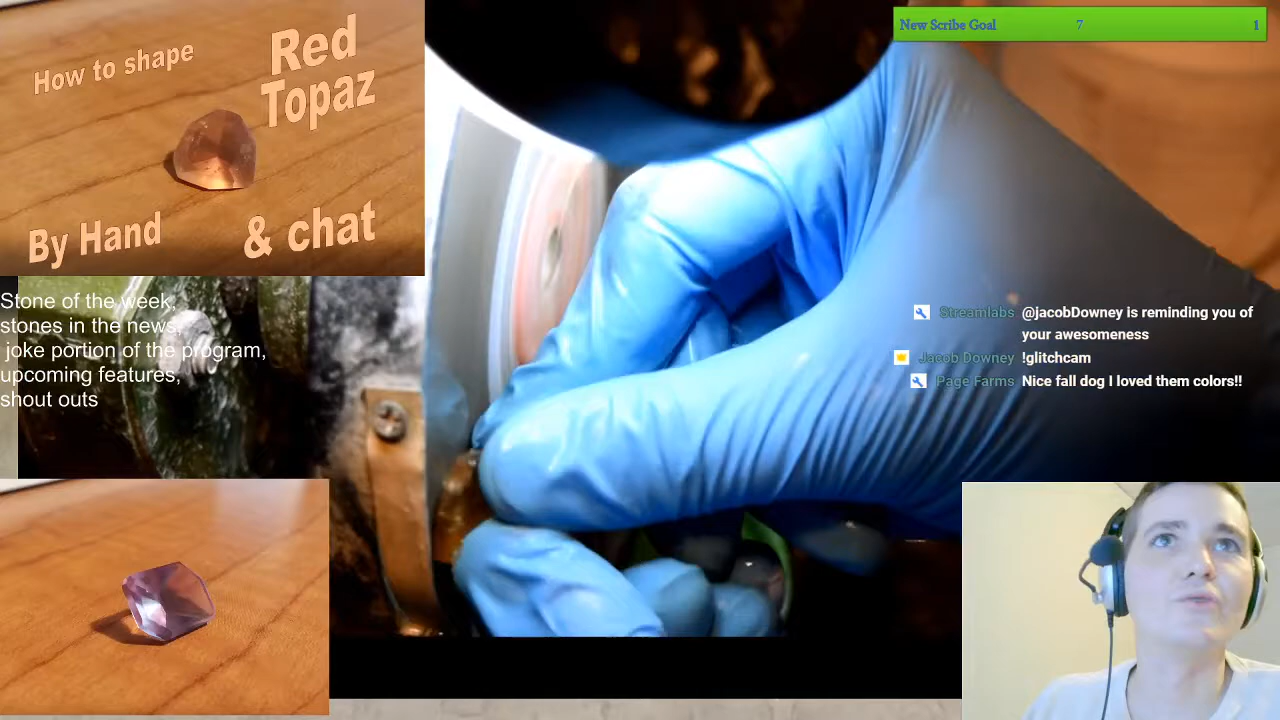 How to shape
Red
Topaz
By Hand
& chat
Stone of the week,
stones in the news,
joke portion of the program,
upcoming features,
shout outs
New Scribe Goal 7 1
Streamlabs @jacobDowney is reminding you of
your awesomeness
Jacob Downey !glitchcam
Page Farms Nice fall dog I loved them colors!!